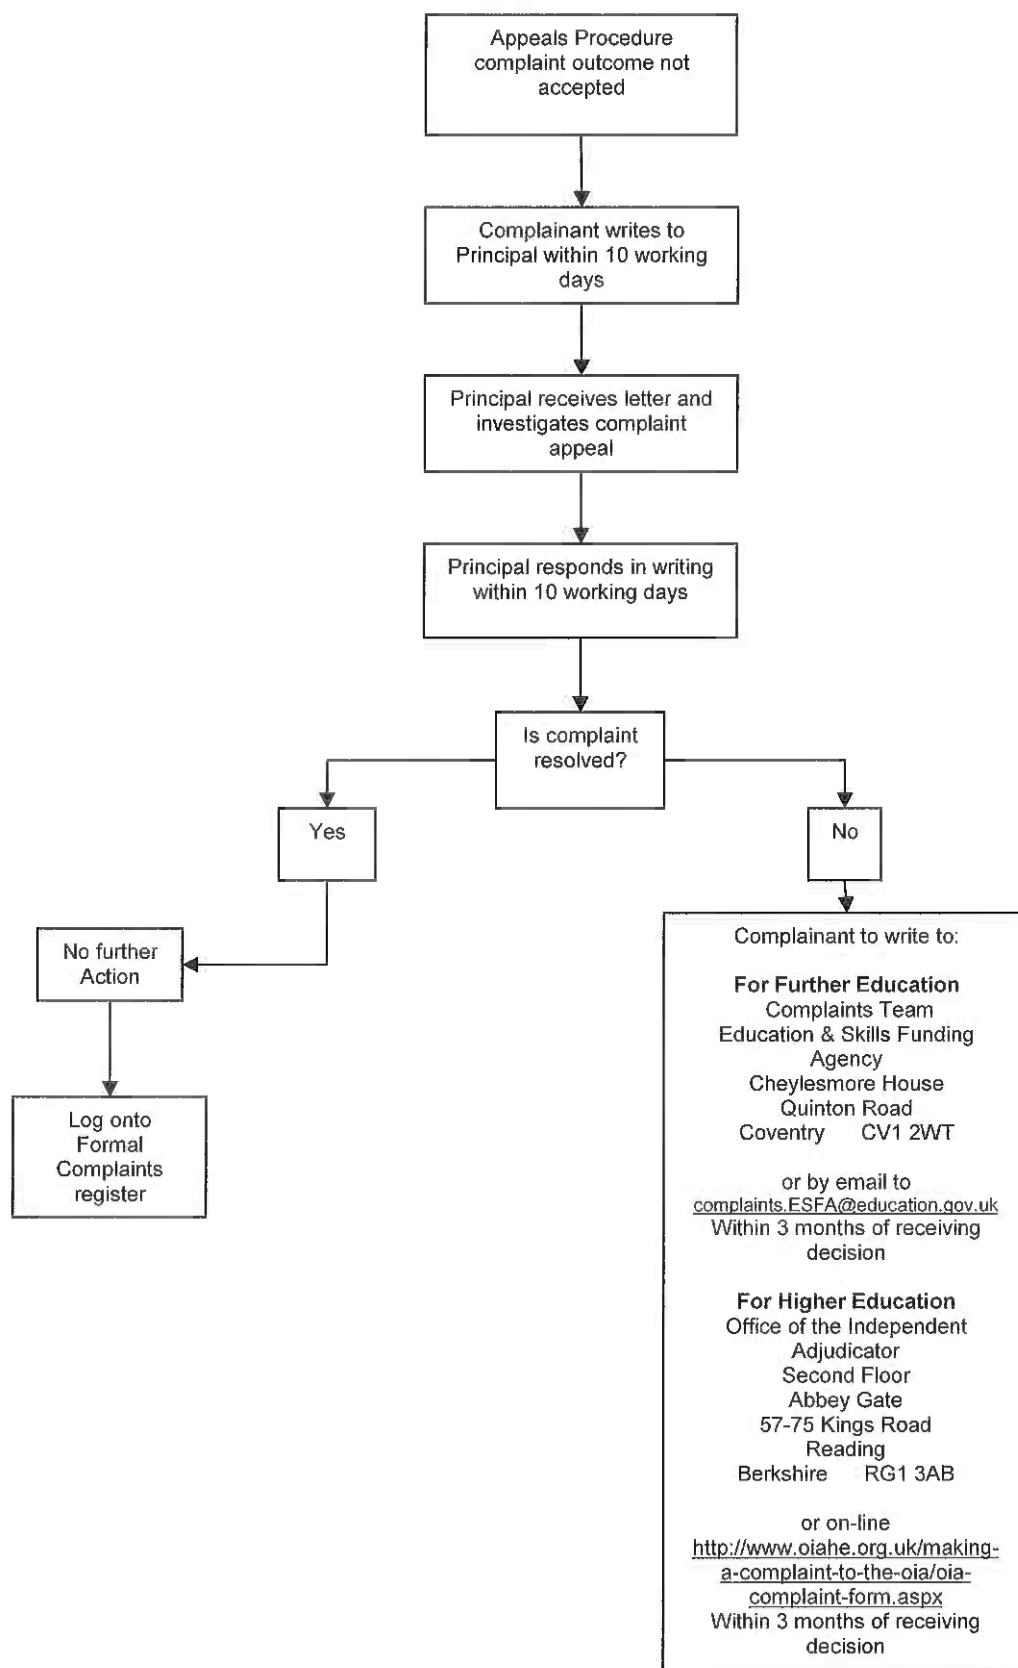 Appeals Procedure
complaint outcome not
accepted
Complainant writes to
Principal within 10 working
days
Principal receives letter and
investigates complaint
appeal
Principal responds in writing
within 10 working days
Is complaint
resolved?
Yes
No
No further
Action
Log onto
Formal
Complaints
register
Complainant to write to:
For Further Education
Complaints Team
Education & Skills Funding
Agency
Cheylesmore House
Quinton Road
Coventry CV1 2WT
or by email to
complaints.ESFA@education.gov.uk
Within 3 months of receiving
decision
For Higher Education
Office of the Independent
Adjudicator
Second Floor
Abbey Gate
57-75 Kings Road
Reading
Berkshire RG1 3AB
or on-line
http://www.oiahe.org.uk/making-
a-complaint-to-the-oia/oia-
complaint-form.aspx
Within 3 months of receiving
decision